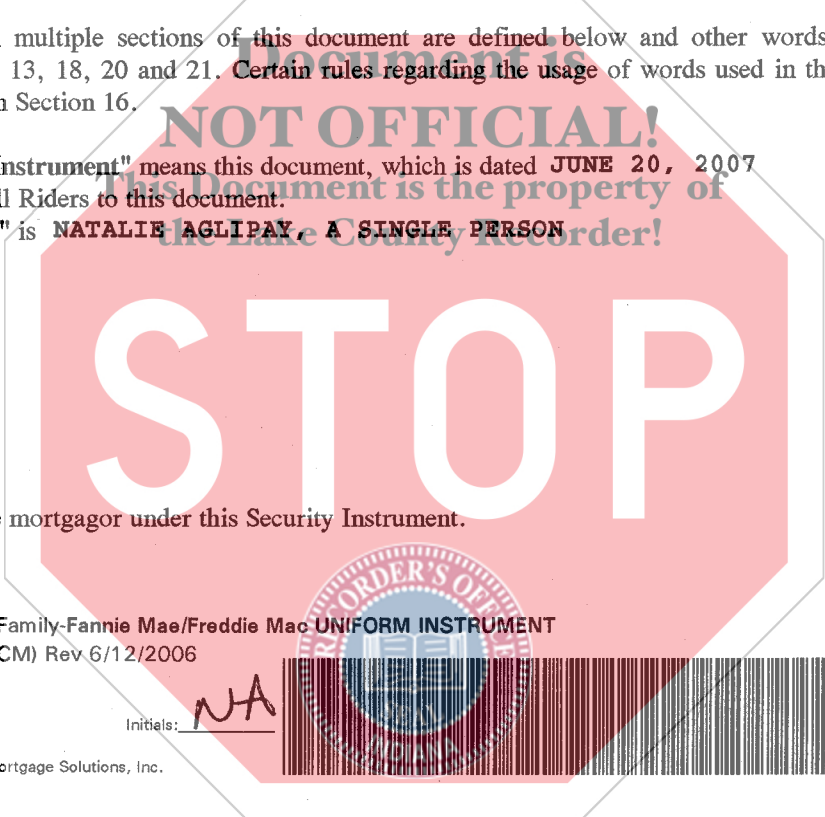 multiple sections of this document are defined below and other words
13, 18, 20 and 21. Certain rules regarding the usage of words used in
Section 16.
Document is
NOT OFFICIAL!
This Document is the property of
the Lake County Recorder!
Instrument" means this document, which is dated JUNE 20, 2007
Riders to this document.
" is NATALIE AGLIPAY, A SINGLE PERSON
STOP
mortgagor under this Security Instrument.
RECORDER'S OFFICE
SEAL
INDIANA
Family-Fannie Mae/Freddie Mac UNIFORM INSTRUMENT
CM) Rev 6/12/2006
Initials: NA
ortgage Solutions, Inc.